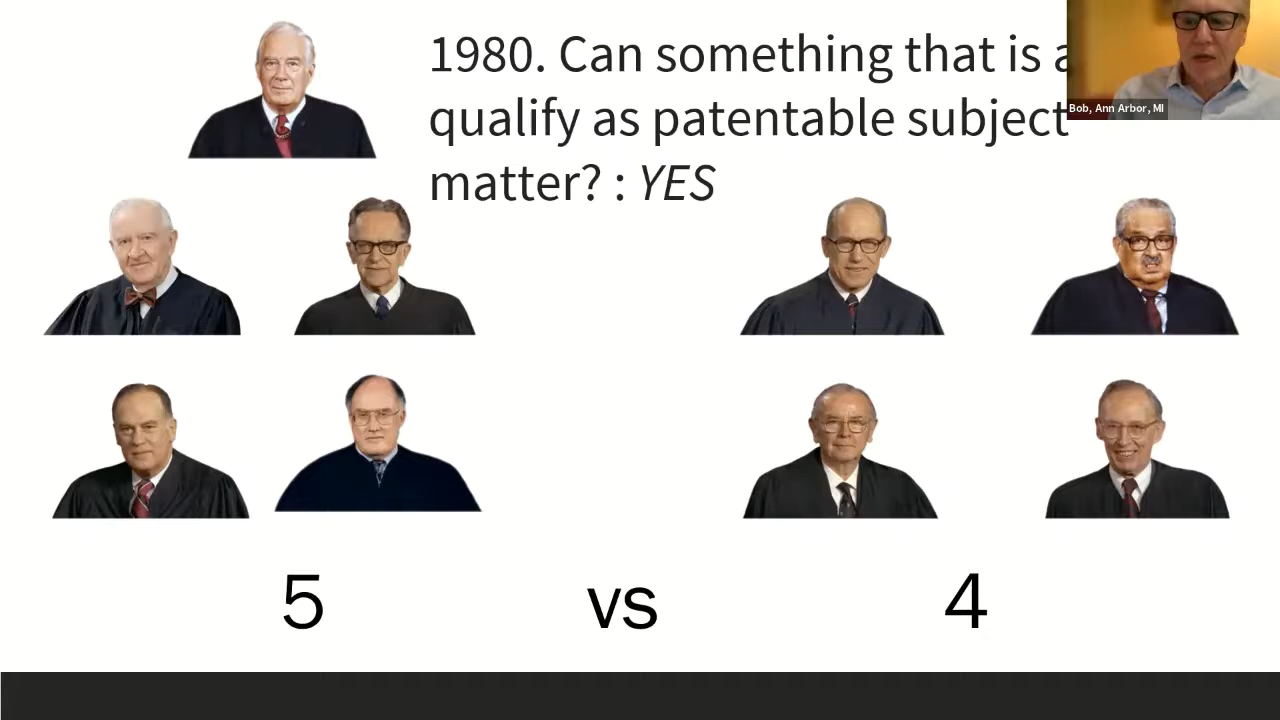 1980. Can something that is a
qualify as patentable subject
matter? : YES
Bob, Ann Arbor, MI
5 vs 4